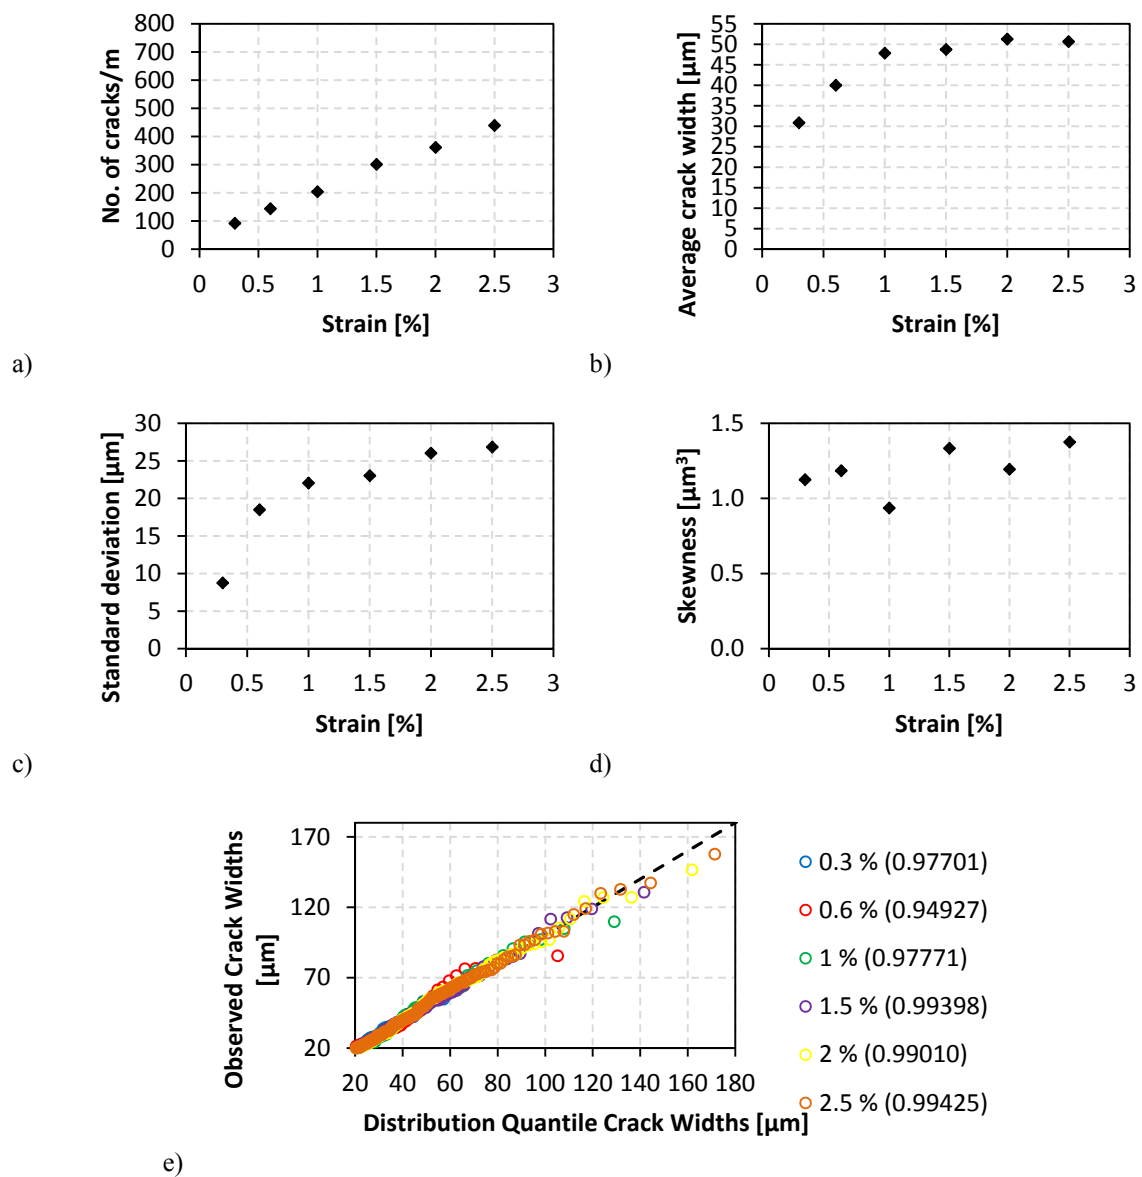 800
700
600
500
400
300
200
100
0
No. of cracks/m
0 0.5 1 1.5 2 2.5 3
Strain [%]
a)
55
50
45
40
35
30
25
20
15
10
5
0
Average crack width [µm]
0 0.5 1 1.5 2 2.5 3
Strain [%]
b)
30
25
20
15
10
5
0
Standard deviation [µm]
0 0.5 1 1.5 2 2.5 3
Strain [%]
c)
1.5
1.0
0.5
0.0
Skewness [µm³]
0 0.5 1 1.5 2 2.5 3
Strain [%]
d)
170
120
70
20
Observed Crack Widths
[µm]
20 40 60 80 100 120 140 160 180
Distribution Quantile Crack Widths [µm]
0.3 % (0.97701)
0.6 % (0.94927)
1 % (0.97771)
1.5 % (0.99398)
2 % (0.99010)
2.5 % (0.99425)
e)